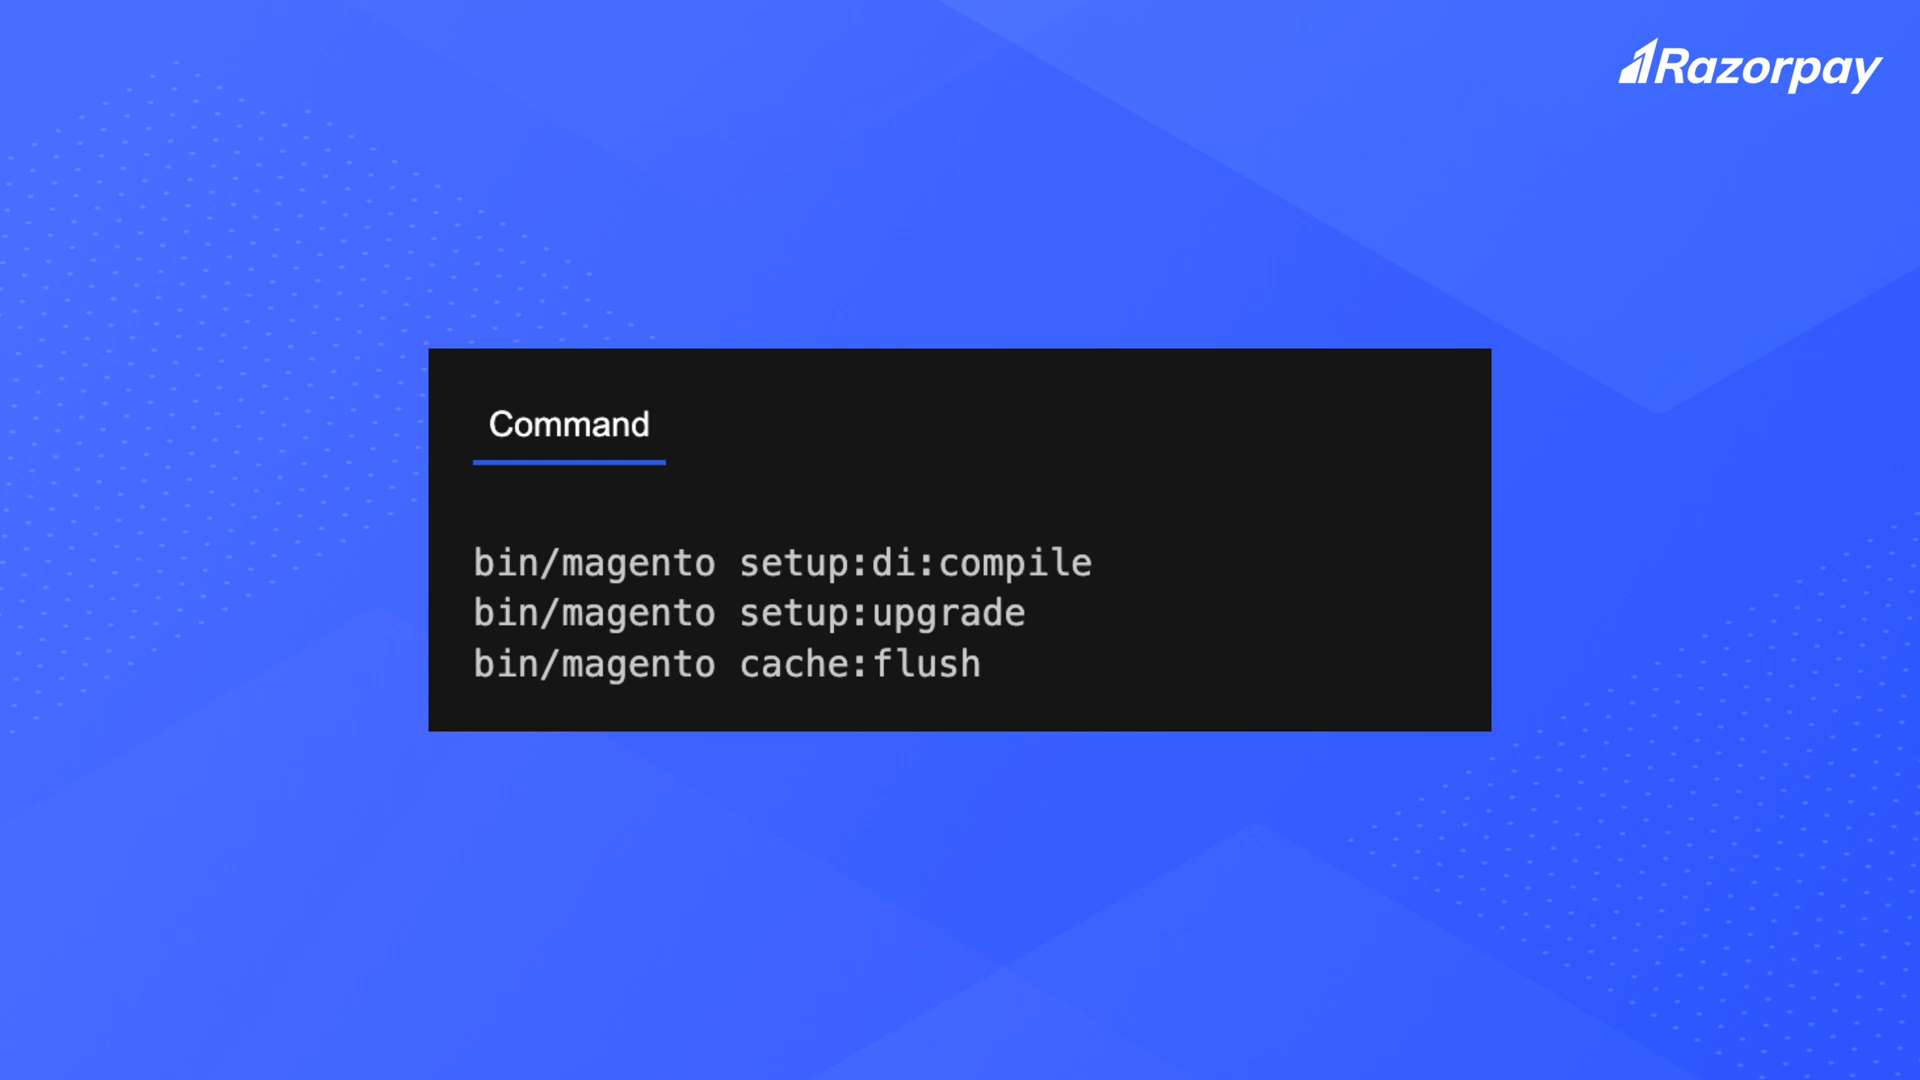 Razorpay
Command
bin/magento setup:di:compile
bin/magento setup:upgrade
bin/magento cache:flush